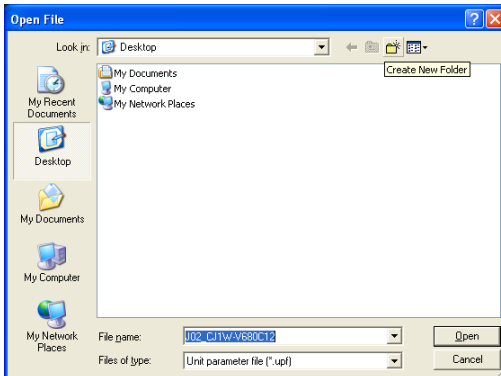 Open File
Look in:
Desktop
Create New Folder
My Documents
My Computer
My Network Places
My Recent
Documents
Desktop
My Documents
My Computer
My Network
Places
File name:
J02_CJ1W-V680C12
Open
Files of type:
Unit parameter file (*.upf)
Cancel